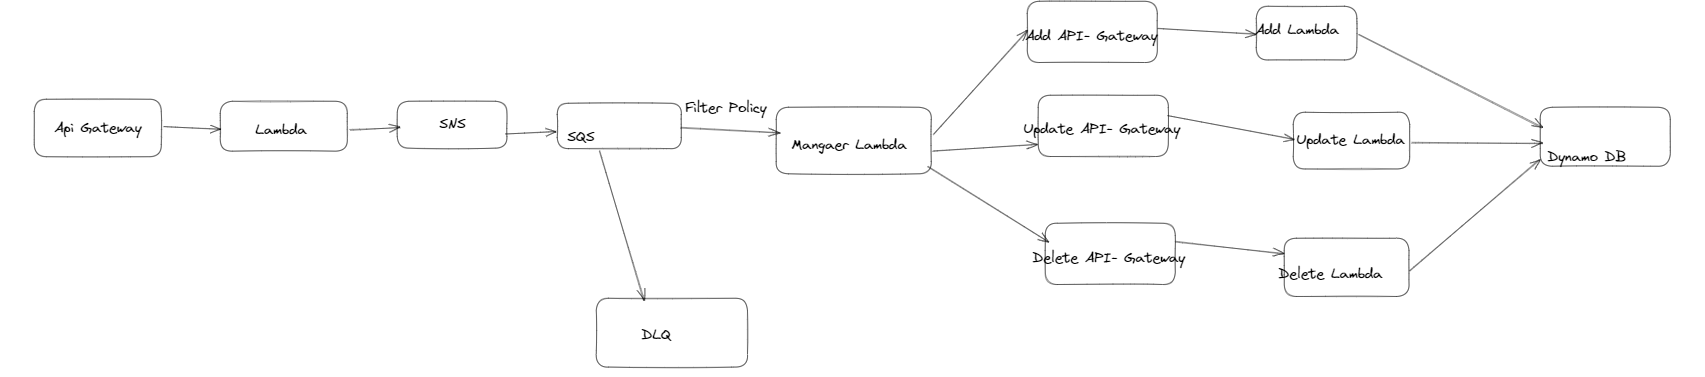 Api Gateway
Lambda
SNS
SQS
Filter Policy
Mangaer Lambda
Add API- Gateway
Add Lambda
Update API- Gateway
Update Lambda
Dynamo DB
Delete API- Gateway
Delete Lambda
DLQ